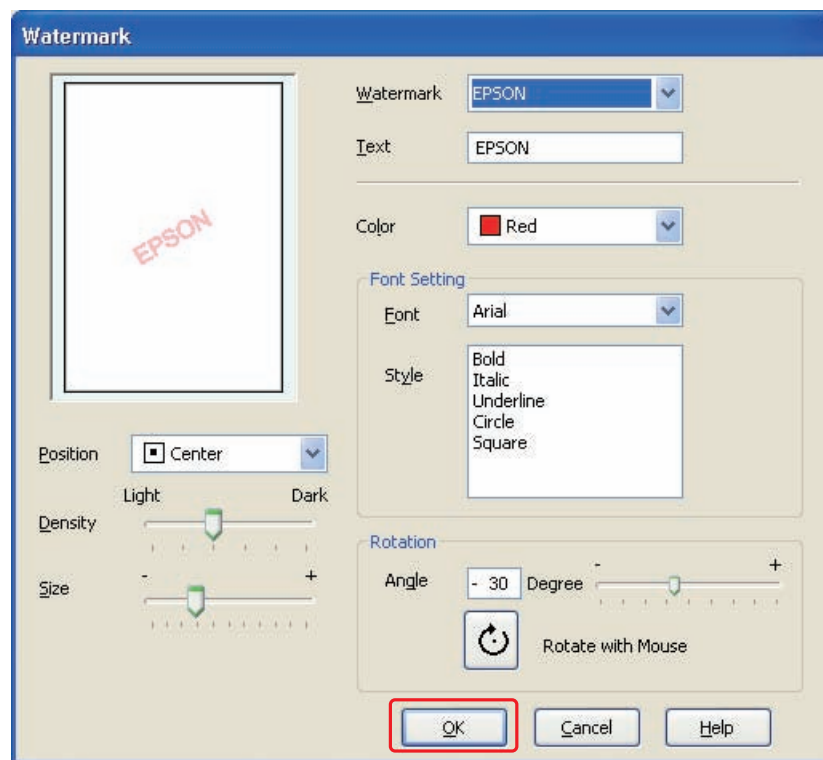 Watermark
EPSON
Watermark EPSON
Text EPSON
Color Red
Font Setting
Font Arial
Style Bold
Italic
Underline
Circle
Square
Position Center
Light Dark
Density
Size - +
Rotation
Angle - 30 Degree - +
Rotate with Mouse
OK Cancel Help